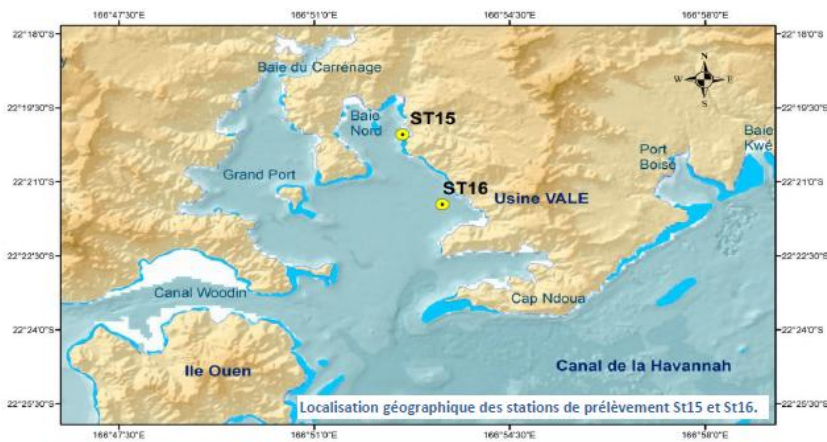 166°47'30"E 166°51'0"E 166°54'30"E 166°58'0"E
22°18'0"S 22°18'0"S
Baie du Carrénage
N
W E
S
22°19'30"S 22°19'30"S
Baie
Nord
ST15
Baie
Kwé
Port
Boisé
22°21'0"S 22°21'0"S
Grand Port
ST16
Usine VALE
22°22'30"S 22°22'30"S
Canal Woodin
Cap Ndoua
22°24'0"S 22°24'0"S
Ile Ouen
Canal de la Havannah
22°25'30"S 22°25'30"S
Localisation géographique des stations de prélèvement St15 et St16.
166°47'30"E 166°51'0"E 166°54'30"E 166°58'0"E